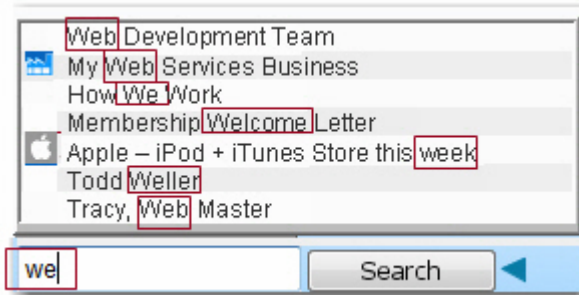 Web Development Team
My Web Services Business
How We Work
Membership Welcome Letter
Apple – iPod + iTunes Store this week
Todd Weller
Tracy, Web Master
we Search